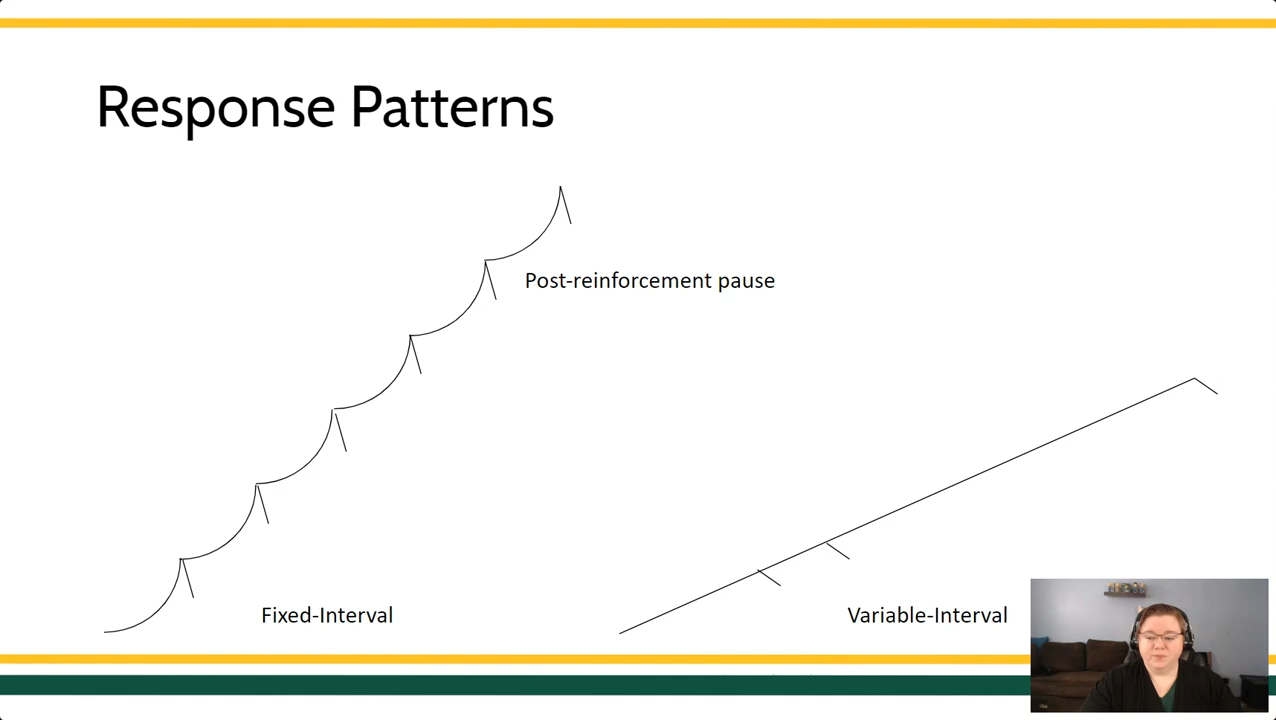 Response Patterns
Post-reinforcement pause
Fixed-Interval
Variable-Interval